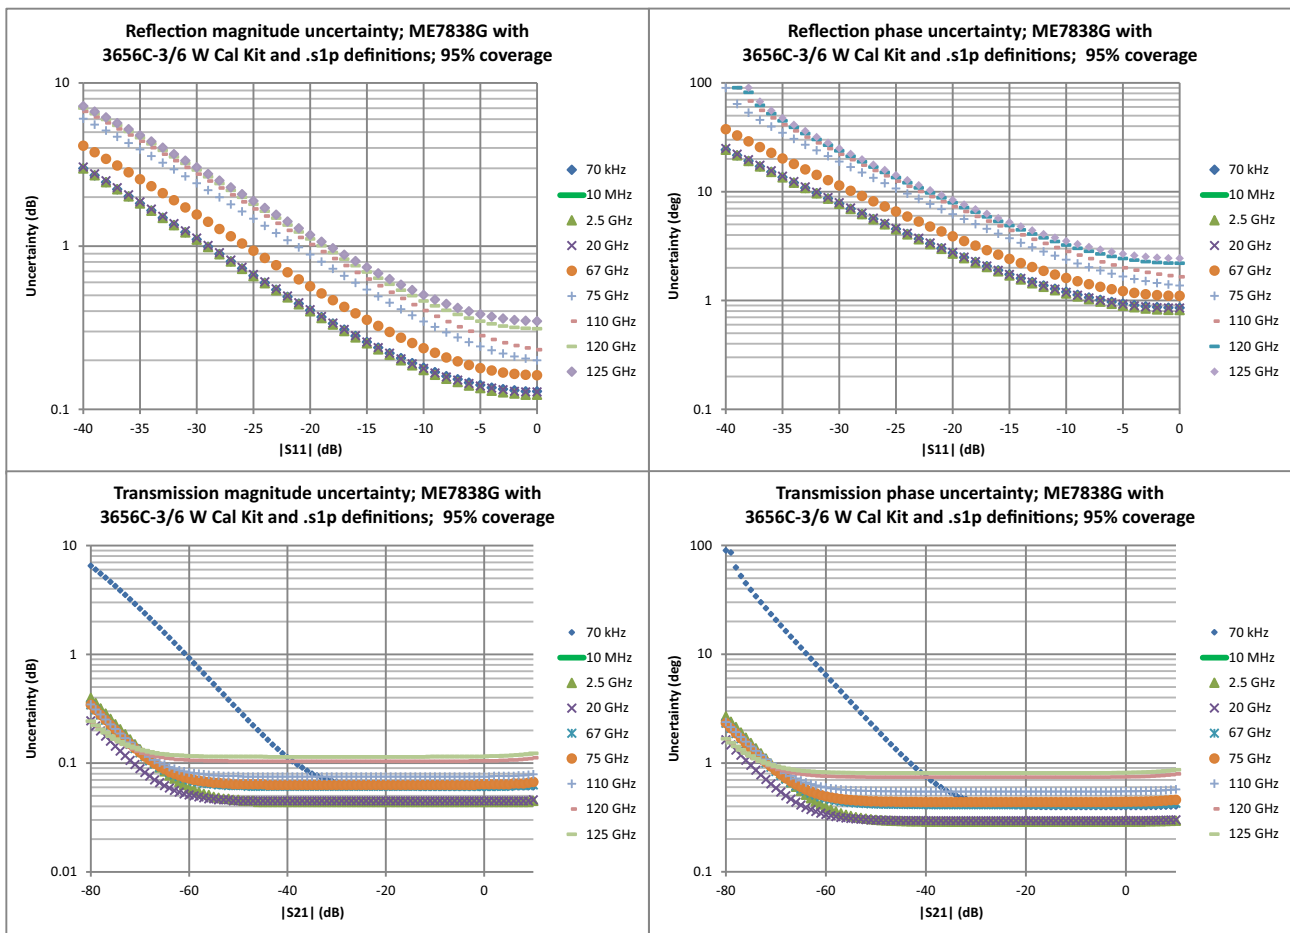 Reflection magnitude uncertainty; ME7838G with
3656C-3/6 W Cal Kit and .s1p definitions; 95% coverage
10
1
0.1
Uncertainty (dB)
-40 -35 -30 -25 -20 -15 -10 -5 0
|S11| (dB)
70 kHz
10 MHz
2.5 GHz
20 GHz
67 GHz
75 GHz
110 GHz
120 GHz
125 GHz
Reflection phase uncertainty; ME7838G with
3656C-3/6 W Cal Kit and .s1p definitions; 95% coverage
100
10
1
0.1
Uncertainty (deg)
-40 -35 -30 -25 -20 -15 -10 -5 0
|S11| (dB)
70 kHz
10 MHz
2.5 GHz
20 GHz
67 GHz
75 GHz
110 GHz
120 GHz
125 GHz
Transmission magnitude uncertainty; ME7838G with
3656C-3/6 W Cal Kit and .s1p definitions; 95% coverage
10
1
0.1
0.01
Uncertainty (dB)
-80 -60 -40 -20 0
|S21| (dB)
70 kHz
10 MHz
2.5 GHz
20 GHz
67 GHz
75 GHz
110 GHz
120 GHz
125 GHz
Transmission phase uncertainty; ME7838G with
3656C-3/6 W Cal Kit and .s1p definitions; 95% coverage
100
10
1
0.1
Uncertainty (deg)
-80 -60 -40 -20 0
|S21| (dB)
70 kHz
10 MHz
2.5 GHz
20 GHz
67 GHz
75 GHz
110 GHz
120 GHz
125 GHz